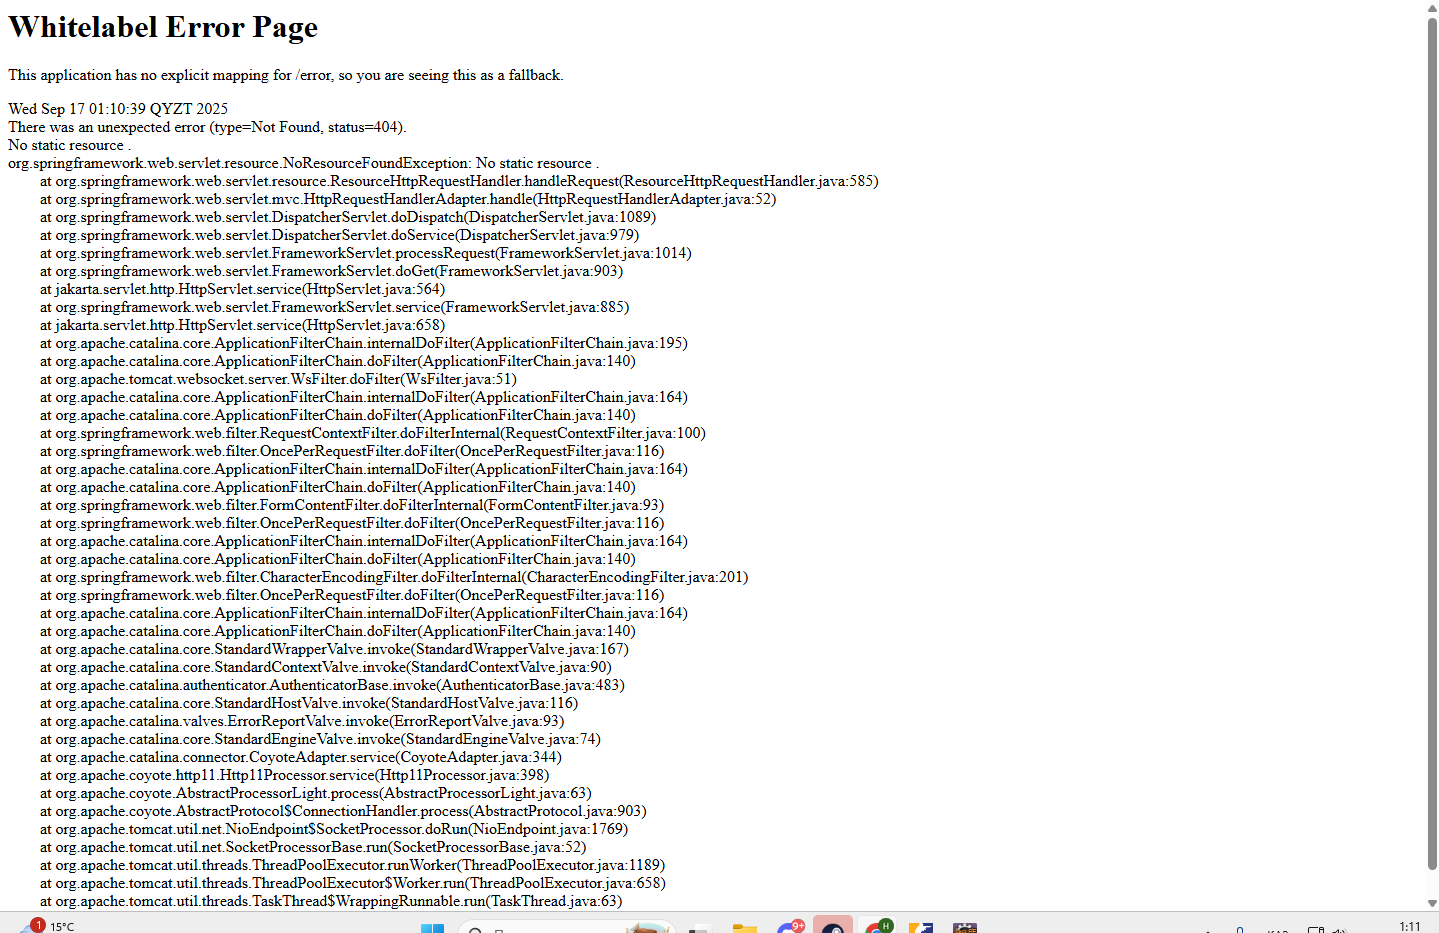 Whitelabel Error Page
This application has no explicit mapping for /error, so you are seeing this as a fallback.
Wed Sep 17 01:10:39 QYZT 2025
There was an unexpected error (type=Not Found, status=404).
No static resource .
org.springframework.web.servlet.resource.NoResourceFoundException: No static resource .
at org.springframework.web.servlet.resource.ResourceHttpRequestHandler.handleRequest(ResourceHttpRequestHandler.java:585)
at org.springframework.web.servlet.mvc.HttpRequestHandlerAdapter.handle(HttpRequestHandlerAdapter.java:52)
at org.springframework.web.servlet.DispatcherServlet.doDispatch(DispatcherServlet.java:1089)
at org.springframework.web.servlet.DispatcherServlet.doService(DispatcherServlet.java:979)
at org.springframework.web.servlet.FrameworkServlet.processRequest(FrameworkServlet.java:1014)
at org.springframework.web.servlet.FrameworkServlet.doGet(FrameworkServlet.java:903)
at jakarta.servlet.http.HttpServlet.service(HttpServlet.java:564)
at org.springframework.web.servlet.FrameworkServlet.service(FrameworkServlet.java:885)
at jakarta.servlet.http.HttpServlet.service(HttpServlet.java:658)
at org.apache.catalina.core.ApplicationFilterChain.internalDoFilter(ApplicationFilterChain.java:195)
at org.apache.catalina.core.ApplicationFilterChain.doFilter(ApplicationFilterChain.java:140)
at org.apache.tomcat.websocket.server.WsFilter.doFilter(WsFilter.java:51)
at org.apache.catalina.core.ApplicationFilterChain.internalDoFilter(ApplicationFilterChain.java:164)
at org.apache.catalina.core.ApplicationFilterChain.doFilter(ApplicationFilterChain.java:140)
at org.springframework.web.filter.RequestContextFilter.doFilterInternal(RequestContextFilter.java:100)
at org.springframework.web.filter.OncePerRequestFilter.doFilter(OncePerRequestFilter.java:116)
at org.apache.catalina.core.ApplicationFilterChain.internalDoFilter(ApplicationFilterChain.java:164)
at org.apache.catalina.core.ApplicationFilterChain.doFilter(ApplicationFilterChain.java:140)
at org.springframework.web.filter.FormContentFilter.doFilterInternal(FormContentFilter.java:93)
at org.springframework.web.filter.OncePerRequestFilter.doFilter(OncePerRequestFilter.java:116)
at org.apache.catalina.core.ApplicationFilterChain.internalDoFilter(ApplicationFilterChain.java:164)
at org.apache.catalina.core.ApplicationFilterChain.doFilter(ApplicationFilterChain.java:140)
at org.springframework.web.filter.CharacterEncodingFilter.doFilterInternal(CharacterEncodingFilter.java:201)
at org.springframework.web.filter.OncePerRequestFilter.doFilter(OncePerRequestFilter.java:116)
at org.apache.catalina.core.ApplicationFilterChain.internalDoFilter(ApplicationFilterChain.java:164)
at org.apache.catalina.core.ApplicationFilterChain.doFilter(ApplicationFilterChain.java:140)
at org.apache.catalina.core.StandardWrapperValve.invoke(StandardWrapperValve.java:167)
at org.apache.catalina.core.StandardContextValve.invoke(StandardContextValve.java:90)
at org.apache.catalina.authenticator.AuthenticatorBase.invoke(AuthenticatorBase.java:483)
at org.apache.catalina.core.StandardHostValve.invoke(StandardHostValve.java:116)
at org.apache.catalina.valves.ErrorReportValve.invoke(ErrorReportValve.java:93)
at org.apache.catalina.core.StandardEngineValve.invoke(StandardEngineValve.java:74)
at org.apache.catalina.connector.CoyoteAdapter.service(CoyoteAdapter.java:344)
at org.apache.coyote.http11.Http11Processor.service(Http11Processor.java:398)
at org.apache.coyote.AbstractProcessorLight.process(AbstractProcessorLight.java:63)
at org.apache.coyote.AbstractProtocol$ConnectionHandler.process(AbstractProtocol.java:903)
at org.apache.tomcat.util.net.NioEndpoint$SocketProcessor.doRun(NioEndpoint.java:1769)
at org.apache.tomcat.util.net.SocketProcessorBase.run(SocketProcessorBase.java:52)
at org.apache.tomcat.util.threads.ThreadPoolExecutor.runWorker(ThreadPoolExecutor.java:1189)
at org.apache.tomcat.util.threads.ThreadPoolExecutor$Worker.run(ThreadPoolExecutor.java:658)
at org.apache.tomcat.util.threads.TaskThread$WrappingRunnable.run(TaskThread.java:63)
1 15°C 9+ H 1:11